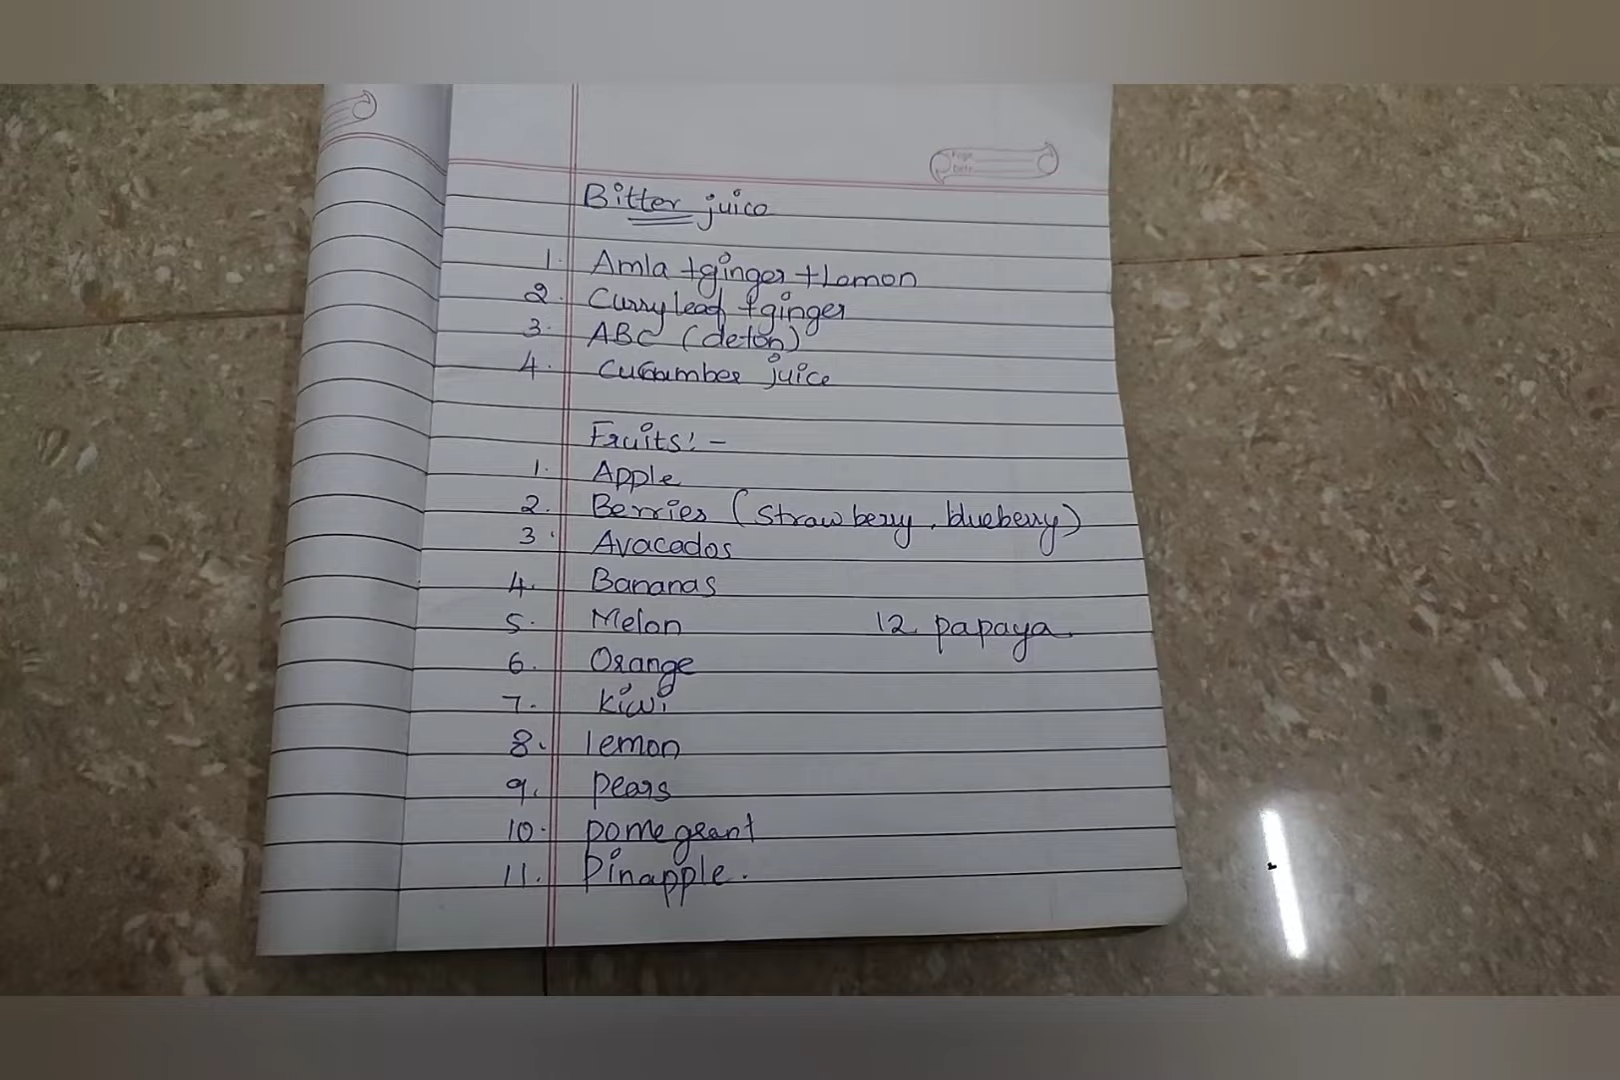 Page
Date
Bitter juice
1. Amla + ginger + Lemon
2. Curry leaf + ginger
3. ABC (detox)
4. Cucumber juice
Fruits:-
1. Apple
2. Berries (strawberry, blueberry)
3. Avacados
4. Bananas
5. Melon
12 papaya.
6. Orange
7. kiwi
8. lemon
9. pears
10. pomegrant
11. Pinapple.